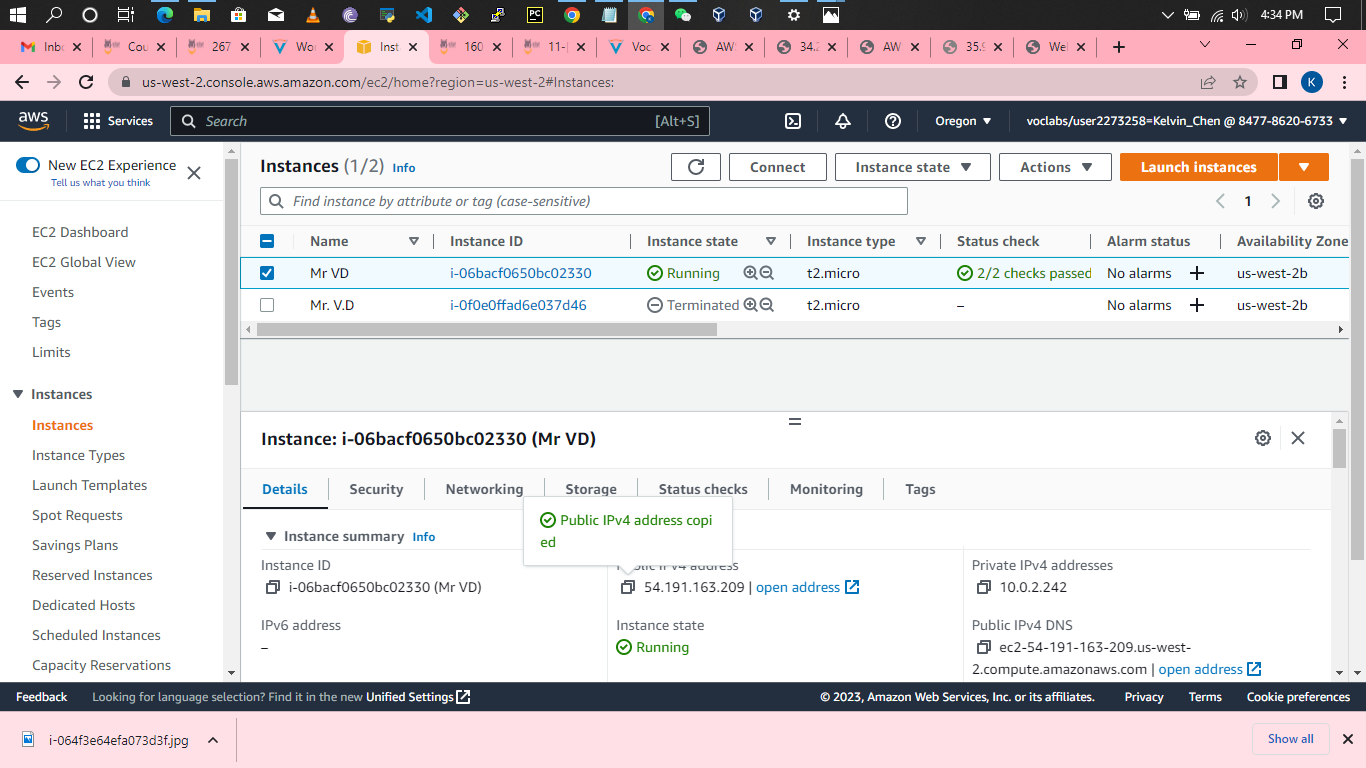 4:34 PM
Inbo
Cou
267
Wor
Inst
160
11-
Voc
AW
34.2
AW
35.9
Wel
us-west-2.console.aws.amazon.com/ec2/home?region=us-west-2#Instances:
K
aws
Services
Search
[Alt+S]
Oregon
voclabs/user2273258=Kelvin_Chen @ 8477-8620-6733
New EC2 Experience
Tell us what you think
EC2 Dashboard
EC2 Global View
Events
Tags
Limits
Instances
Instances
Instance Types
Launch Templates
Spot Requests
Savings Plans
Reserved Instances
Dedicated Hosts
Scheduled Instances
Capacity Reservations
Instances (1/2) Info
Connect
Instance state
Actions
Launch instances
Find instance by attribute or tag (case-sensitive)
1
Name Instance ID Instance state Instance type Status check Alarm status Availability Zone
Mr VD i-06bacf0650bc02330 Running t2.micro 2/2 checks passed No alarms + us-west-2b
Mr. V.D i-0f0e0ffad6e037d46 Terminated t2.micro – No alarms + us-west-2b
Instance: i-06bacf0650bc02330 (Mr VD)
Details Security Networking Storage Status checks Monitoring Tags
Public IPv4 address copi
ed
Instance summary Info
Instance ID
i-06bacf0650bc02330 (Mr VD)
Public IPv4 address
54.191.163.209 | open address
Private IPv4 addresses
10.0.2.242
IPv6 address
–
Instance state
Running
Public IPv4 DNS
ec2-54-191-163-209.us-west-
2.compute.amazonaws.com | open address
Feedback
Looking for language selection? Find it in the new Unified Settings
© 2023, Amazon Web Services, Inc. or its affiliates.
Privacy
Terms
Cookie preferences
i-064f3e64efa073d3f.jpg
Show all